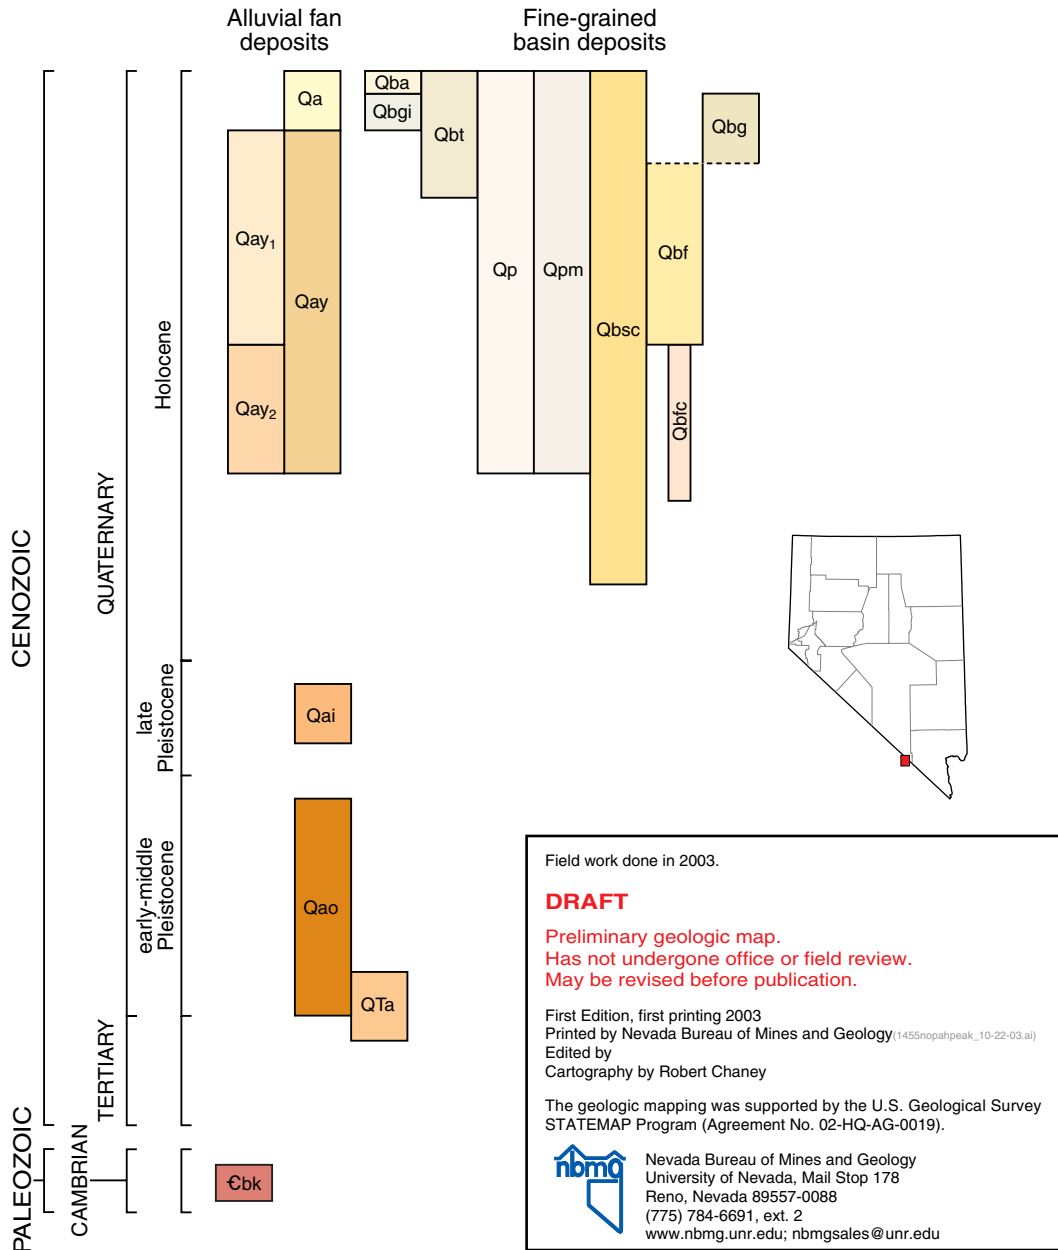 Alluvial fan
deposits
Fine-grained
basin deposits
Qa
Qba
Qbgi
Qbt
Qbg
Qay1
Qay
Qp
Qpm
Qbsc
Qbf
Qay2
Qbfc
Holocene
QUATERNARY
CENOZOIC
late
Pleistocene
Qai
early-middle
Pleistocene
Qao
QTa
TERTIARY
PALEOZOIC
CAMBRIAN
Єbk
Field work done in 2003.
DRAFT
Preliminary geologic map.
Has not undergone office or field review.
May be revised before publication.
First Edition, first printing 2003
Printed by Nevada Bureau of Mines and Geology(1455nopahpeak_10-22-03.ai)
Edited by
Cartography by Robert Chaney
The geologic mapping was supported by the U.S. Geological Survey
STATEMAP Program (Agreement No. 02-HQ-AG-0019).
nbmg
Nevada Bureau of Mines and Geology
University of Nevada, Mail Stop 178
Reno, Nevada 89557-0088
(775) 784-6691, ext. 2
www.nbmg.unr.edu; nbmgsales@unr.edu